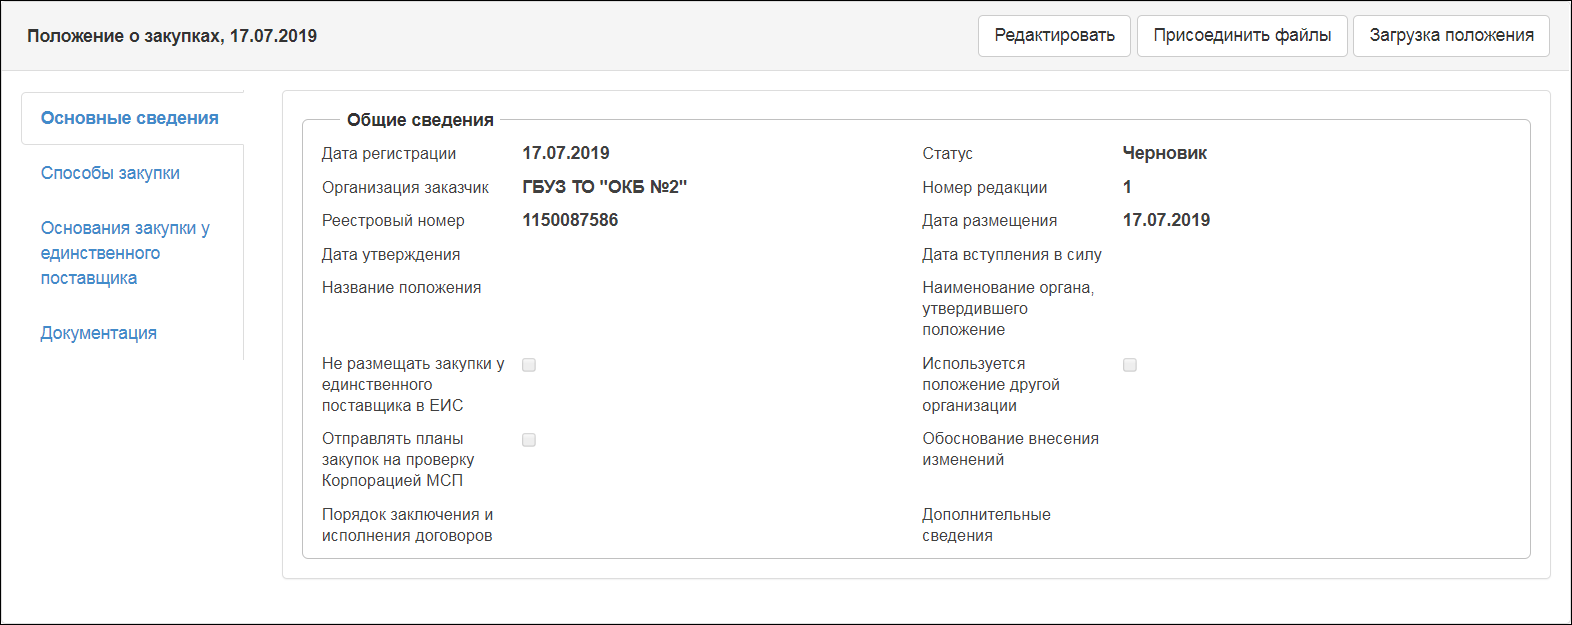 Положение о закупках, 17.07.2019
Редактировать
Присоединить файлы
Загрузка положения
Основные сведения
Способы закупки
Основания закупки у
единственного
поставщика
Документация
Общие сведения
Дата регистрации 17.07.2019
Статус Черновик
Организация заказчик ГБУЗ ТО "ОКБ №2"
Номер редакции 1
Реестровый номер 1150087586
Дата размещения 17.07.2019
Дата утверждения
Дата вступления в силу
Название положения
Наименование органа,
утвердившего
положение
Не размещать закупки у
единственного
поставщика в ЕИС
Используется
положение другой
организации
Отправлять планы
закупок на проверку
Корпорацией МСП
Обоснование внесения
изменений
Порядок заключения и
исполнения договоров
Дополнительные
сведения